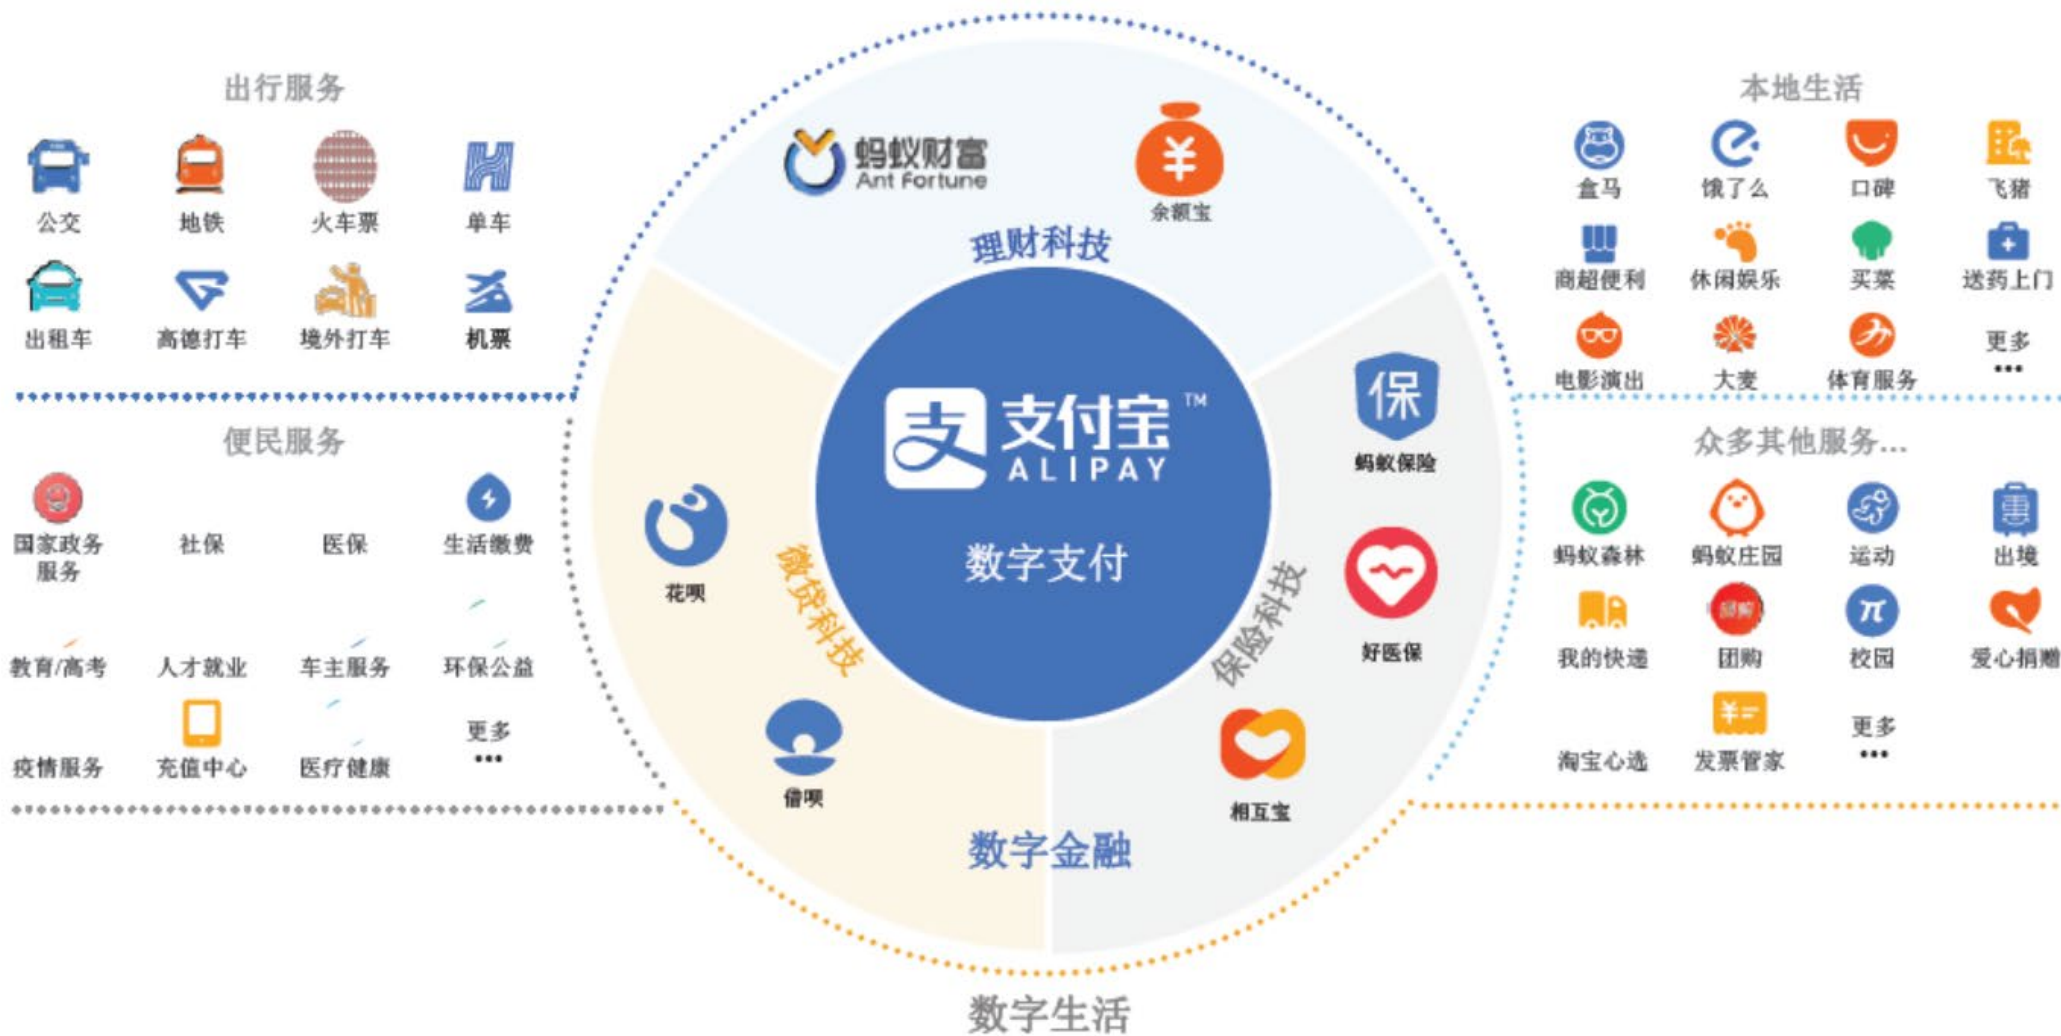 出行服务
公交
地铁
火车票
单车
出租车
高德打车
境外打车
机票
便民服务
国家政务
服务
社保
医保
生活缴费
教育/高考
人才就业
车主服务
环保公益
疫情服务
充值中心
医疗健康
更多
•••
蚂蚁财富
Ant Fortune
余额宝
理财科技
支付宝™
ALIPAY
数字支付
花呗
借呗
微贷科技
保
蚂蚁保险
好医保
相互宝
保险科技
数字金融
数字生活
本地生活
盒马
饿了么
口碑
飞猪
商超便利
休闲娱乐
买菜
送药上门
电影演出
大麦
体育服务
更多
•••
众多其他服务...
蚂蚁森林
蚂蚁庄园
运动
出境
我的快递
团购
校园
爱心捐赠
淘宝心选
发票管家
更多
•••